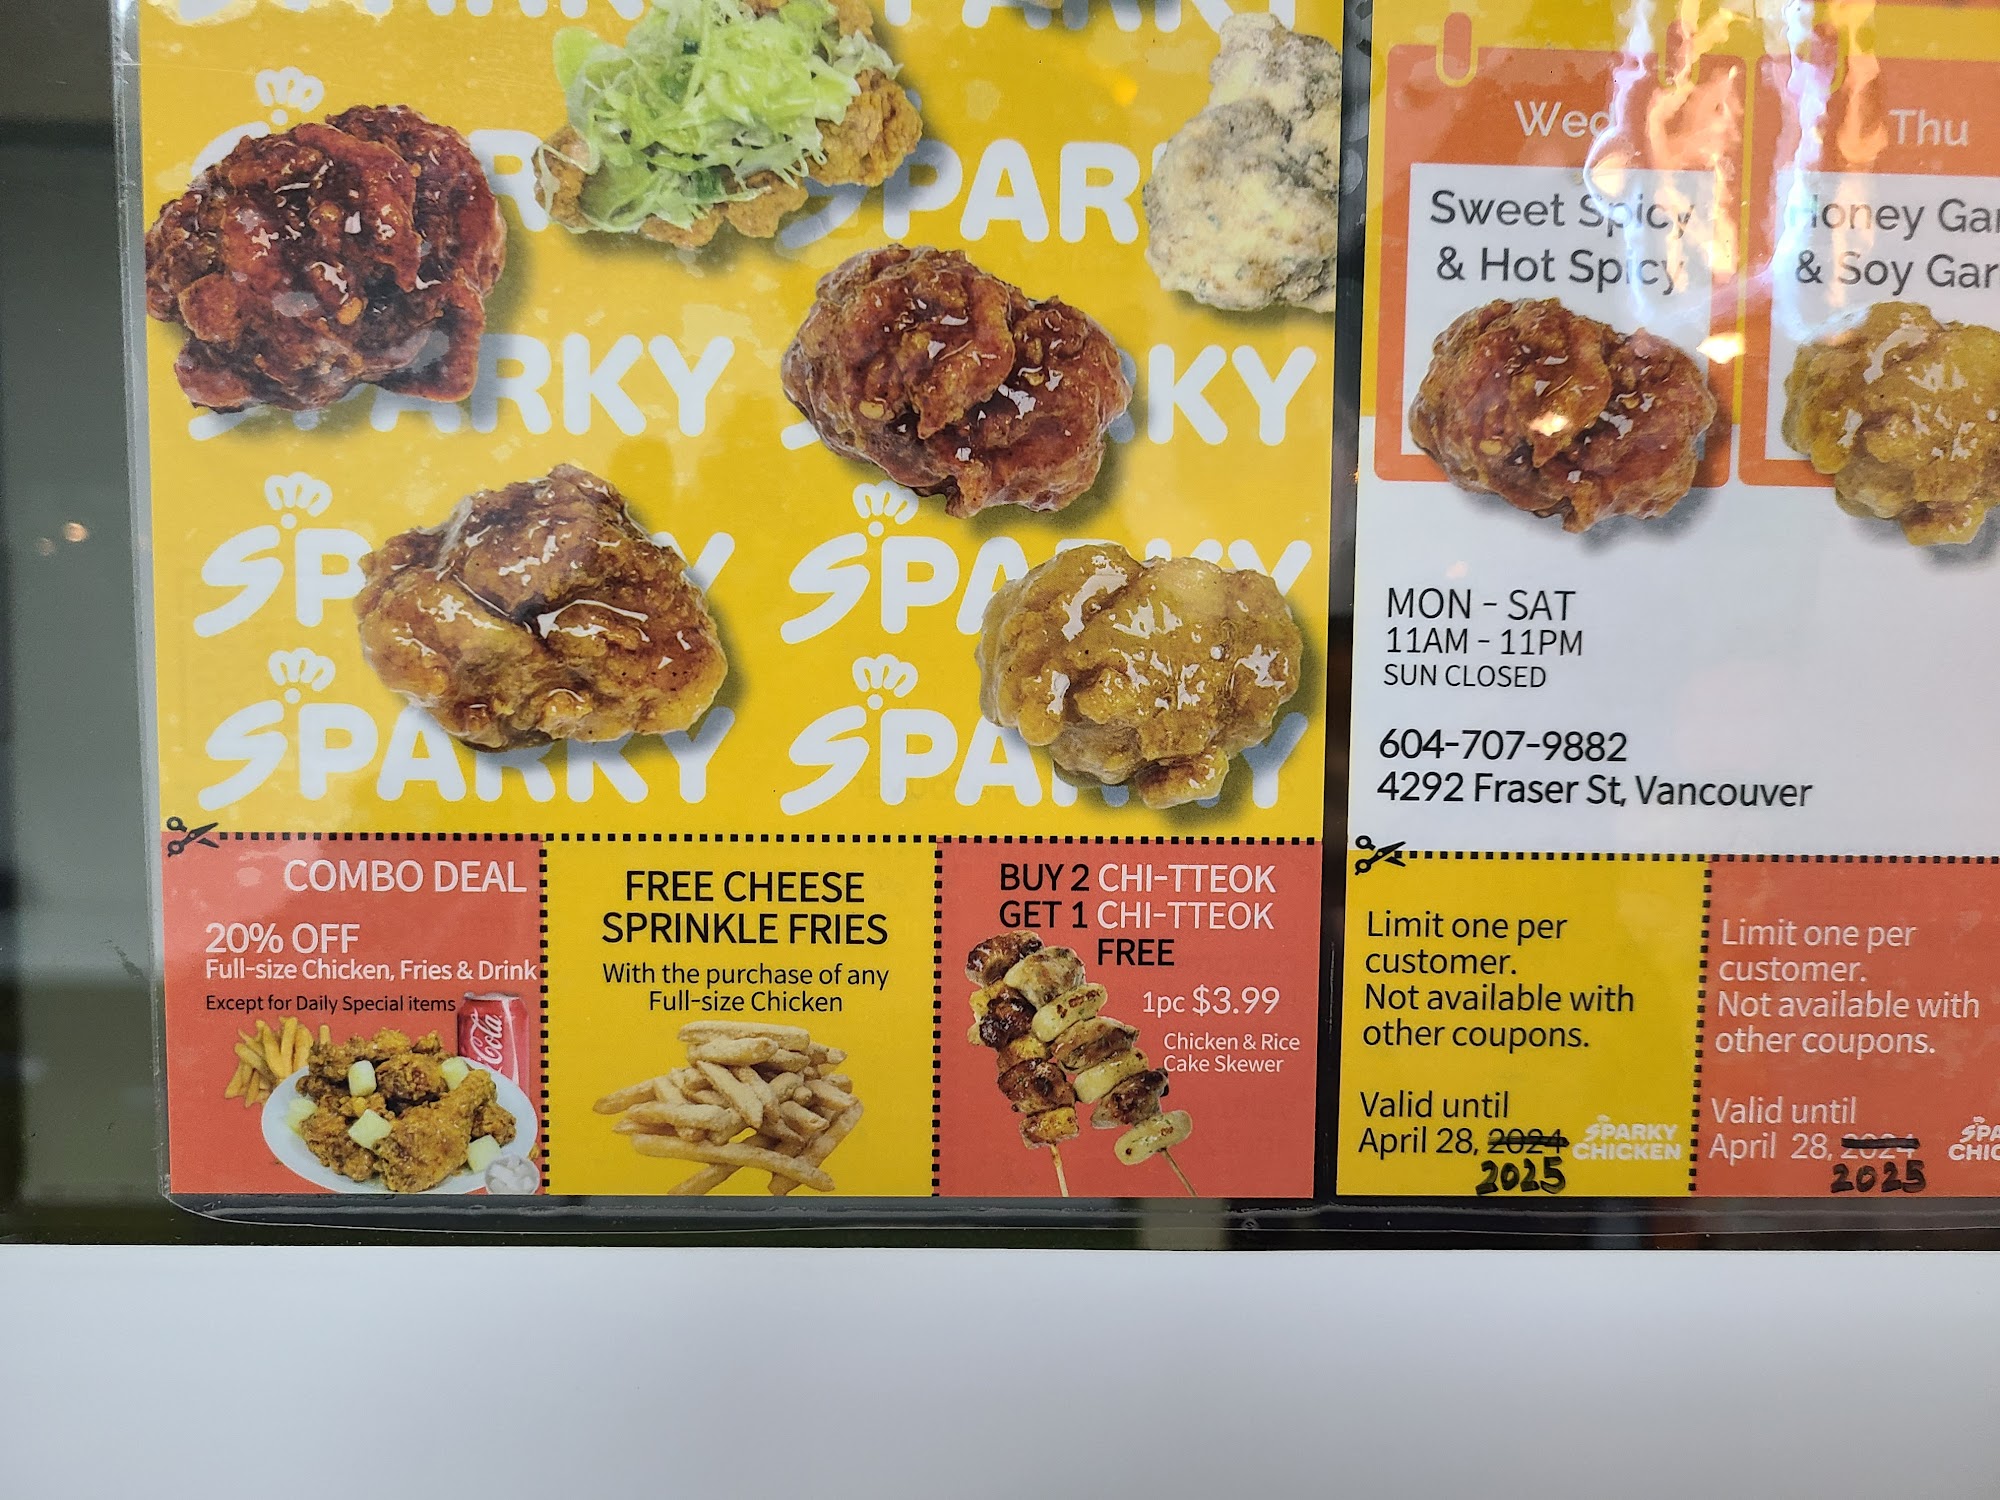 SPARKY
SPARKY
SPARKY
SPARKY
COMBO DEAL
20% OFF
Full-size Chicken, Fries & Drink
Except for Daily Special items
FREE CHEESE
SPRINKLE FRIES
With the purchase of any
Full-size Chicken
BUY 2 CHI-TTEOK
GET 1 CHI-TTEOK
FREE
1pc $3.99
Chicken & Rice
Cake Skewer
Wed
Sweet Spicy
& Hot Spicy
Thu
Honey Gar
& Soy Gar
MON - SAT
11AM - 11PM
SUN CLOSED
604-707-9882
4292 Fraser St, Vancouver
Limit one per
customer.
Not available with
other coupons.
Valid until
April 28, 2024
2025
SPARKY
CHICKEN
Limit one per
customer.
Not available with
other coupons.
Valid until
April 28, 2024
2025
SPA
CHIC